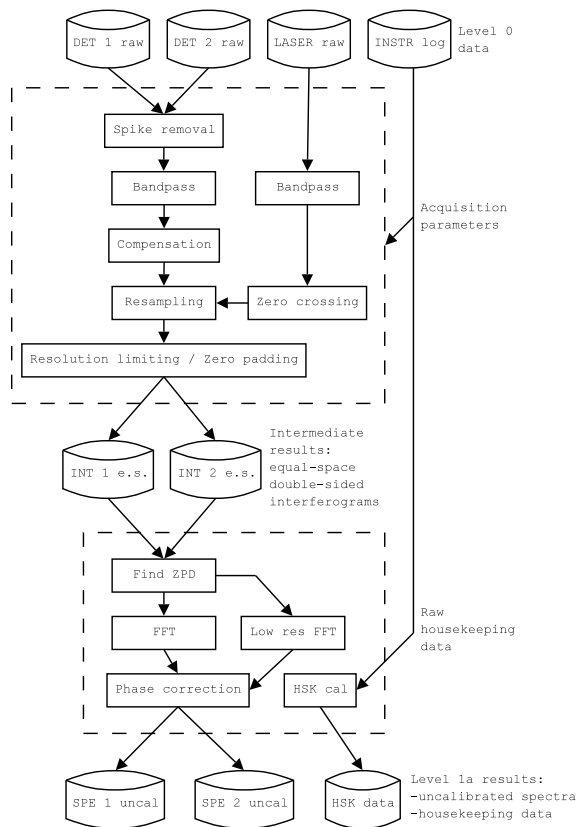 DET 1 raw
DET 2 raw
LASER raw
INSTR log
Level 0
data
Spike removal
Bandpass
Bandpass
Acquisition
parameters
Compensation
Resampling
Zero crossing
Resolution limiting / Zero padding
INT 1 e.s.
INT 2 e.s.
Intermediate
results:
equal-space
double-sided
interferograms
Find ZPD
FFT
Low res FFT
Raw
housekeeping
data
Phase correction
HSK cal
SPE 1 uncal
SPE 2 uncal
HSK data
Level 1a results:
-uncalibrated spectra
-housekeeping data